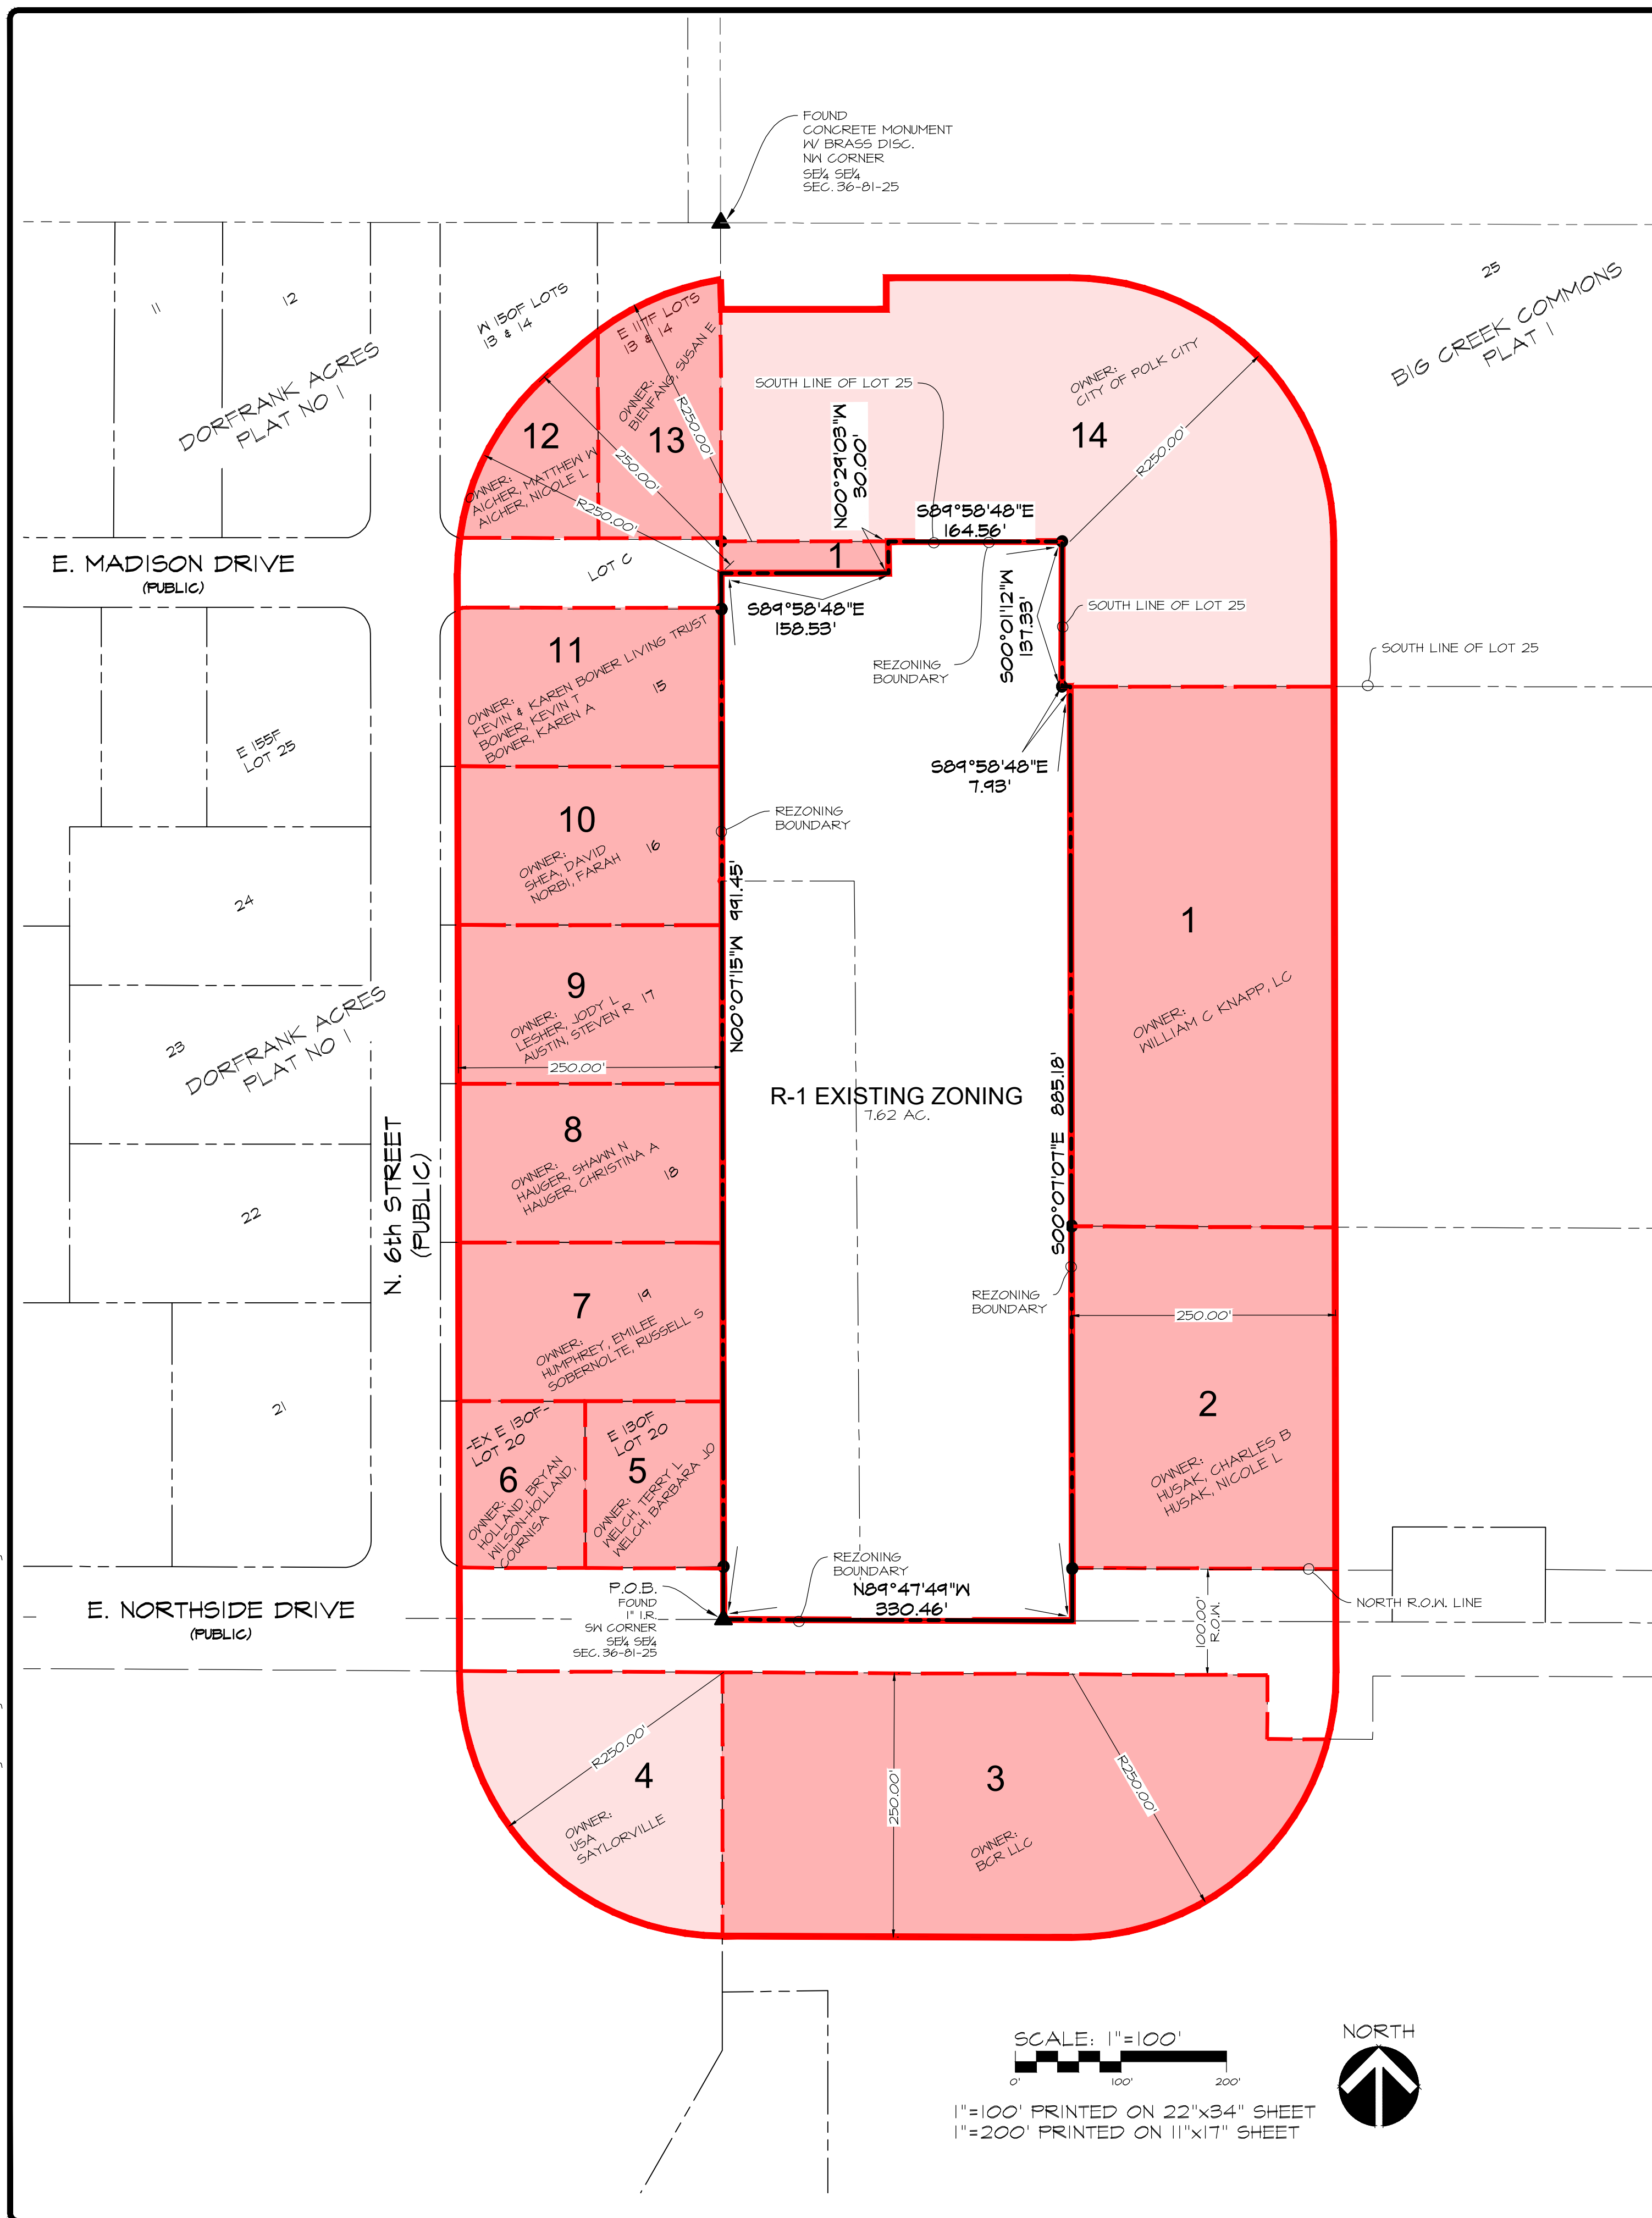 FOUND
CONCRETE MONUMENT
W/ BRASS DISC.
NW CORNER
SE¼ SE¼
SEC. 36-81-25
11
12
W 150F LOTS
13 & 14
DORFRANK ACRES
PLAT NO 1
E 117F LOTS
13 & 14
OWNER:
BIENFANG, SUSAN E
13
R250.00'
12
OWNER:
AICHER, MATTHEW W
AICHER, NICOLE L
250.00'
R250.00'
SOUTH LINE OF LOT 25
OWNER:
CITY OF POLK CITY
14
R250.00'
25
BIG CREEK COMMONS
PLAT 1
N00°29'03"W
30.00'
S89°58'48"E
164.56'
E. MADISON DRIVE
(PUBLIC)
LOT C
1
S89°58'48"E
158.53'
S00°01'12"W
137.33'
SOUTH LINE OF LOT 25
SOUTH LINE OF LOT 25
REZONING
BOUNDARY
11
15
OWNER:
KEVIN & KAREN BOWER LIVING TRUST
BOWER, KEVIN T
BOWER, KAREN A
E 155F
LOT 25
S89°58'48"E
7.93'
REZONING
BOUNDARY
10
16
OWNER:
SHEA, DAVID
NORBI, FARAH
24
N00°07'15"W 991.45'
1
OWNER:
WILLIAM C KNAPP, LC
9
OWNER:
LESHER, JODY L
AUSTIN, STEVEN R
17
250.00'
23
DORFRANK ACRES
PLAT NO 1
R-1 EXISTING ZONING
7.62 AC.
S00°07'07"E 885.18'
8
OWNER:
HAUGER, SHAWN N
HAUGER, CHRISTINA A
18
22
N. 6th STREET
(PUBLIC)
REZONING
BOUNDARY
250.00'
7
19
OWNER:
HUMPHREY, EMILEE
SOBERNOLTE, RUSSELL S
21
-EX E 130F-
LOT 20
6
OWNER:
HOLLAND, BRYAN
WILSON-HOLLAND,
COURNISA
E 130F
LOT 20
5
OWNER:
WELCH, TERRY L
WELCH, BARBARA JO
2
OWNER:
HUSAK, CHARLES B
HUSAK, NICOLE L
REZONING
BOUNDARY
N89°47'49"W
330.46'
P.O.B.
FOUND
1" I.R.
SW CORNER
SE¼ SE¼
SEC. 36-81-25
E. NORTHSIDE DRIVE
(PUBLIC)
100.00'
R.O.W.
NORTH R.O.W. LINE
R250.00'
4
OWNER:
USA
SAYLORVILLE
250.00'
3
OWNER:
BCR LLC
R250.00'
SCALE: 1"=100'
0' 100' 200'
1"=100' PRINTED ON 22"x34" SHEET
1"=200' PRINTED ON 11"x17" SHEET
NORTH